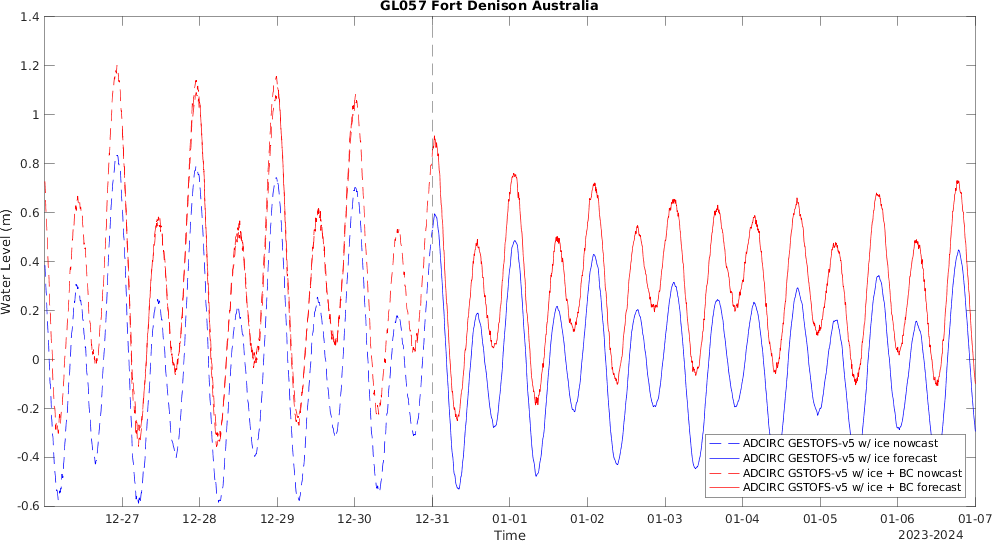 GL057 Fort Denison Australia
1.4
1.2
1
0.8
0.6
0.4
0.2
0
-0.2
-0.4
-0.6
Water Level (m)
ADCIRC GESTOFS-v5 w/ ice nowcast
ADCIRC GESTOFS-v5 w/ ice forecast
ADCIRC GSTOFS-v5 w/ ice + BC nowcast
ADCIRC GSTOFS-v5 w/ ice + BC forecast
12-27 12-28 12-29 12-30 12-31 01-01 01-02 01-03 01-04 01-05 01-06 01-07
Time
2023-2024